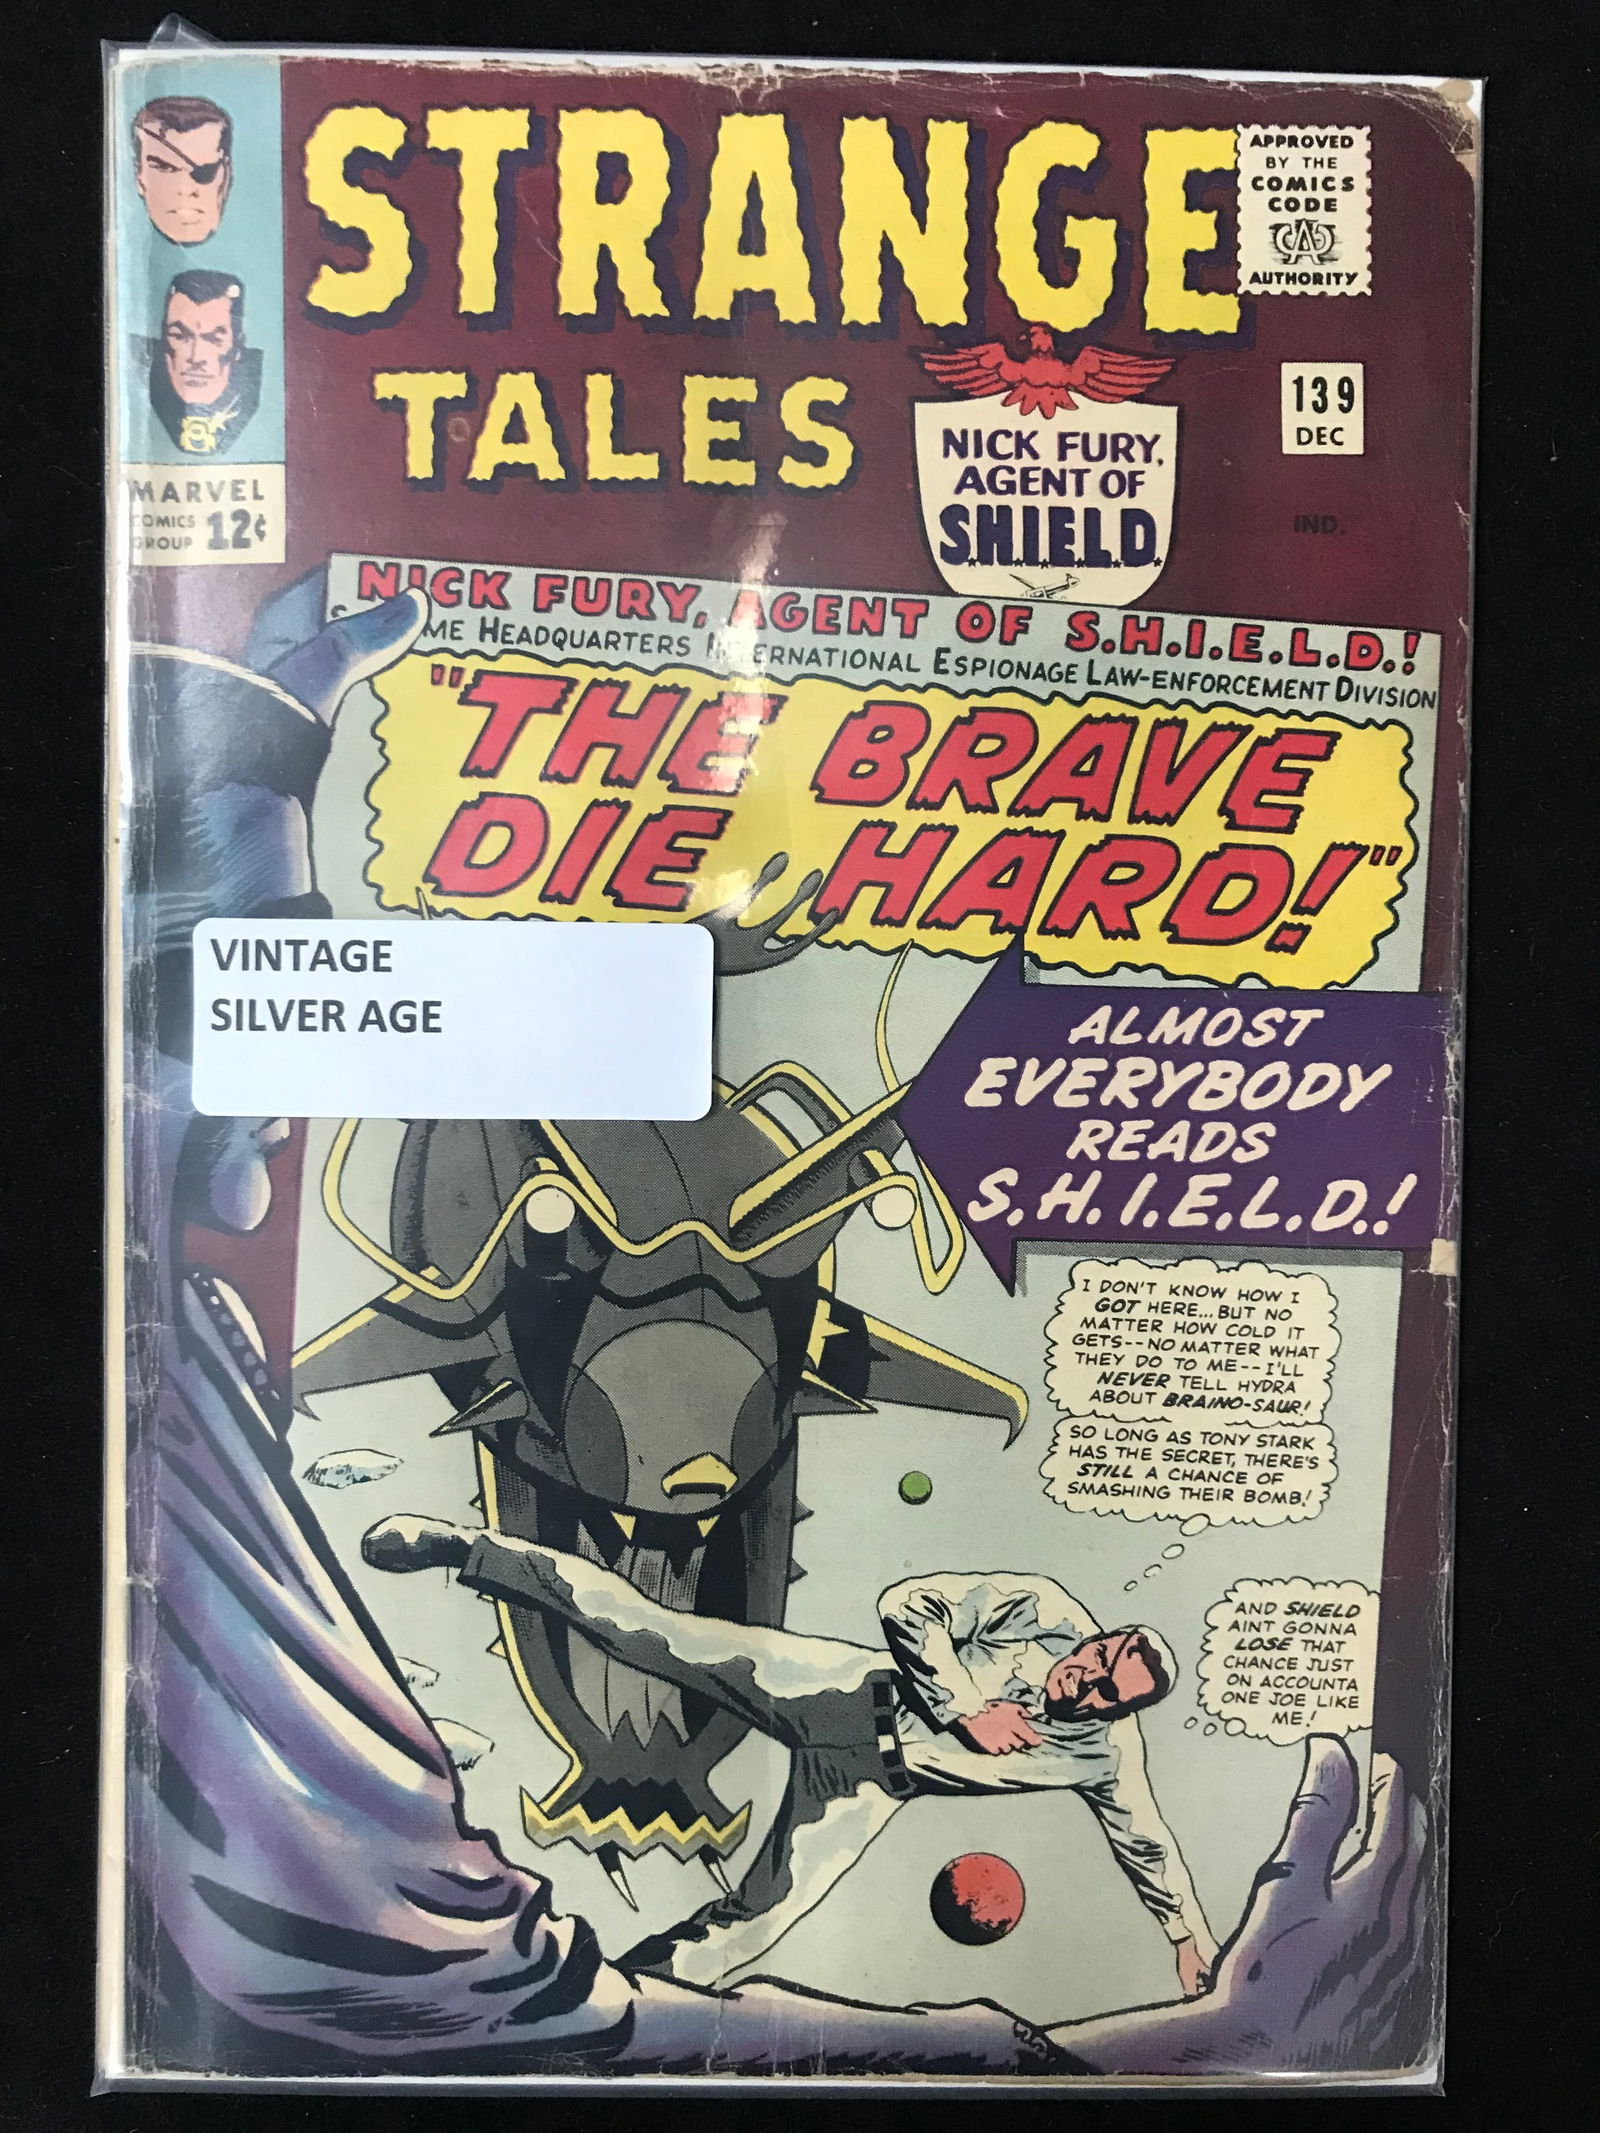 STRANGE
TALES
APPROVED
BY THE
COMICS
CODE
AUTHORITY
139
DEC
IND.
MARVEL
COMICS
GROUP 12¢
NICK FURY,
AGENT OF
S.H.I.E.L.D.
NICK FURY, AGENT OF S.H.I.E.L.D.!
ME HEADQUARTERS INTERNATIONAL ESPIONAGE LAW-ENFORCEMENT DIVISION
"THE BRAVE
DIE HARD!"
VINTAGE
SILVER AGE
ALMOST
EVERYBODY
READS
S.H.I.E.L.D.!
I DON'T KNOW HOW I
GOT HERE...BUT NO
MATTER HOW COLD IT
GETS--NO MATTER WHAT
THEY DO TO ME--I'LL
NEVER TELL HYDRA
ABOUT BRAINO-SAUR!
SO LONG AS TONY STARK
HAS THE SECRET, THERE'S
STILL A CHANCE OF
SMASHING THEIR BOMB!
AND SHIELD
AINT GONNA
LOSE THAT
CHANCE JUST
ON ACCOUNTA
ONE JOE LIKE
ME!